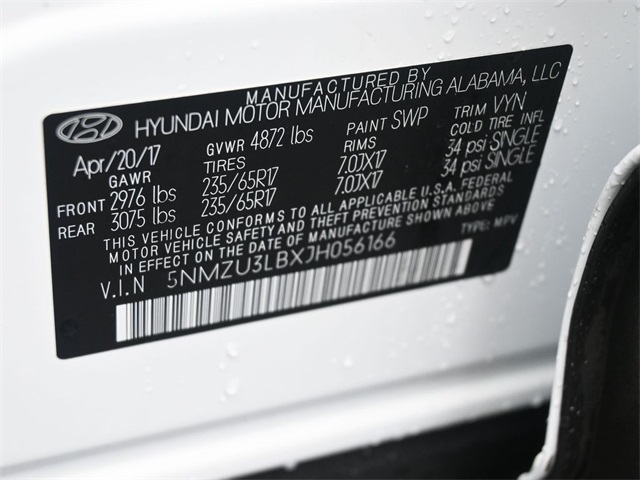 MANUFACTURED BY
HYUNDAI MOTOR MANUFACTURING ALABAMA, LLC
Apr/20/17 GVWR 4872 lbs PAINT SWP TRIM VYN
GAWR TIRES RIMS COLD TIRE INFL
FRONT 2976 lbs 235/65R17 7.0JX17 34 psi SINGLE
REAR 3075 lbs 235/65R17 7.0JX17 34 psi SINGLE
THIS VEHICLE CONFORMS TO ALL APPLICABLE U.S.A. FEDERAL
MOTOR VEHICLE SAFETY AND THEFT PREVENTION STANDARDS
IN EFFECT ON THE DATE OF MANUFACTURE SHOWN ABOVE.
V.I.N 5NMZU3LBXJH056166 TYPE: MPV